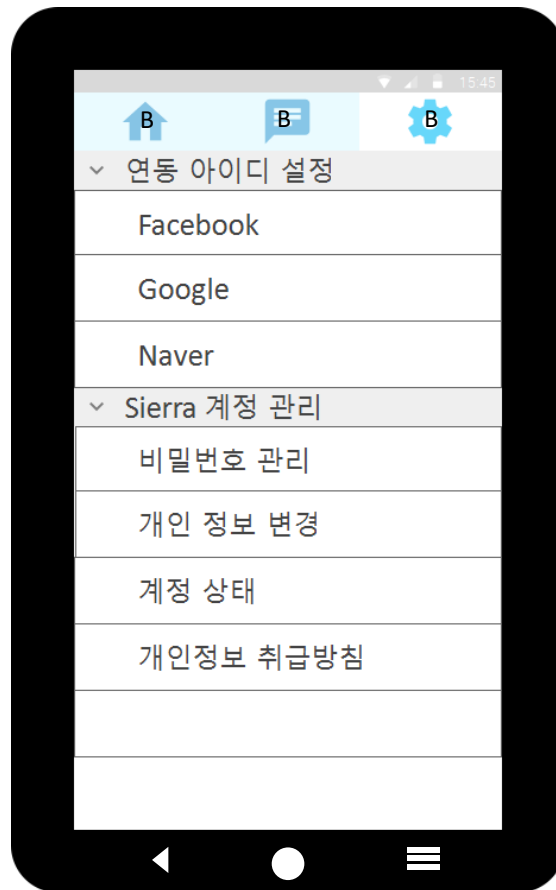 15:45
B B B
연동 아이디 설정
Facebook
Google
Naver
Sierra 계정 관리
비밀번호 관리
개인 정보 변경
계정 상태
개인정보 취급방침